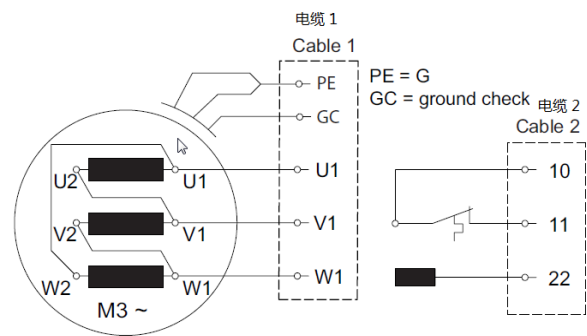 电缆 1
Cable 1
PE
GC
U1
V1
W1
PE = G
GC = ground check
电缆 2
Cable 2
10
11
22
U2
U1
V2
V1
W2
W1
M3 ~